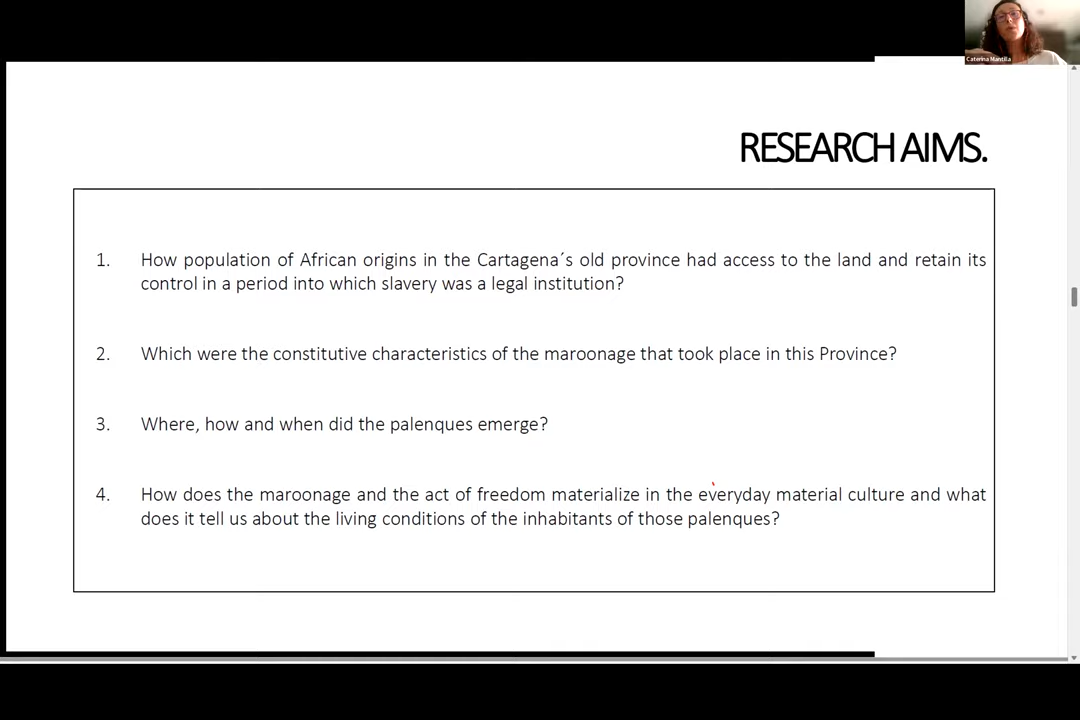 Caterina Mantilla
RESEARCH AIMS.
1. How population of African origins in the Cartagena´s old province had access to the land and retain its
control in a period into which slavery was a legal institution?
2. Which were the constitutive characteristics of the maroonage that took place in this Province?
3. Where, how and when did the palenques emerge?
4. How does the maroonage and the act of freedom materialize in the everyday material culture and what
does it tell us about the living conditions of the inhabitants of those palenques?